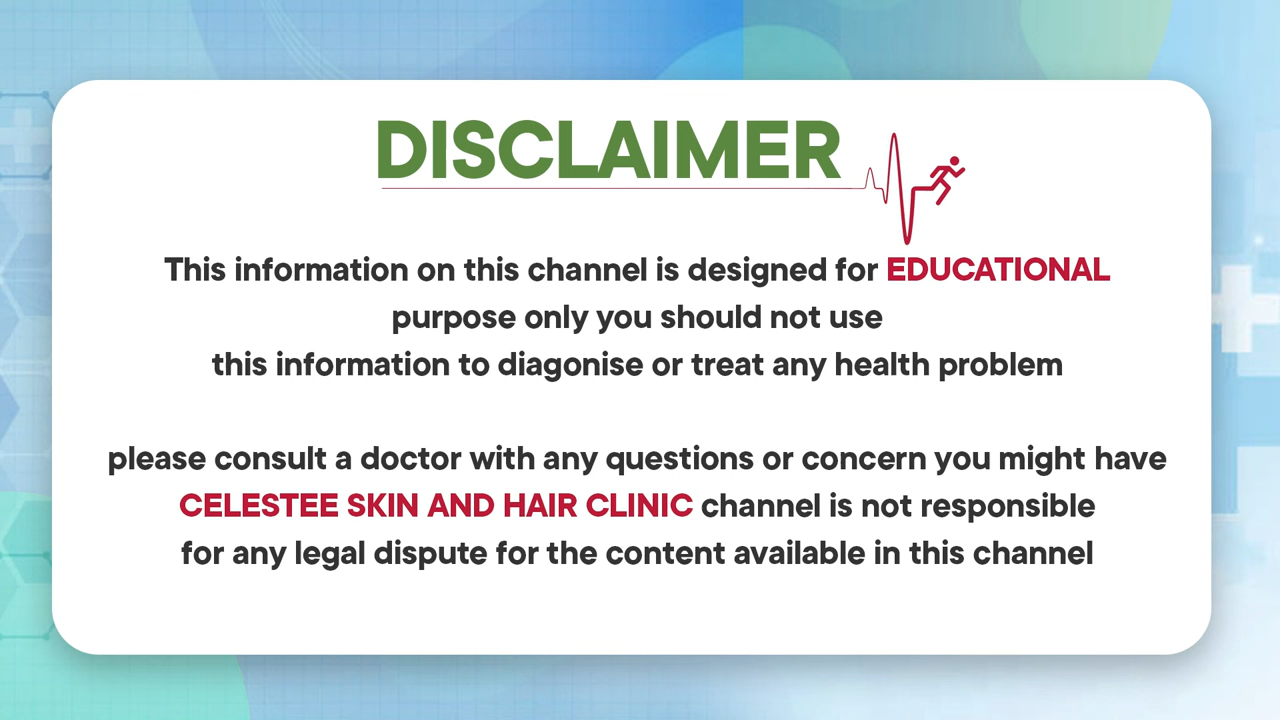 DISCLAIMER
This information on this channel is designed for EDUCATIONAL
purpose only you should not use
this information to diagonise or treat any health problem
please consult a doctor with any questions or concern you might have
CELESTEE SKIN AND HAIR CLINIC channel is not responsible
for any legal dispute for the content available in this channel